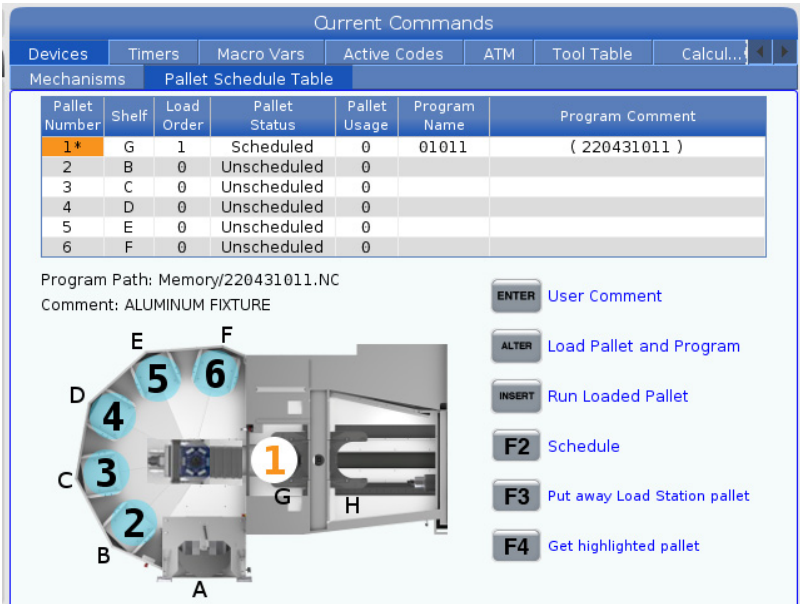 Current Commands
Devices Timers Macro Vars Active Codes ATM Tool Table Calcul...
Mechanisms Pallet Schedule Table
Pallet Number Shelf Load Order Pallet Status Pallet Usage Program Name Program Comment
1* G 1 Scheduled 0 01011 ( 220431011 )
2 B 0 Unscheduled 0
3 C 0 Unscheduled 0
4 D 0 Unscheduled 0
5 E 0 Unscheduled 0
6 F 0 Unscheduled 0
Program Path: Memory/220431011.NC
Comment: ALUMINUM FIXTURE
ENTER User Comment
ALTER Load Pallet and Program
INSERT Run Loaded Pallet
F2 Schedule
F3 Put away Load Station pallet
F4 Get highlighted pallet
E F
5 6
D 4
C 3
1
G H
2
B
A